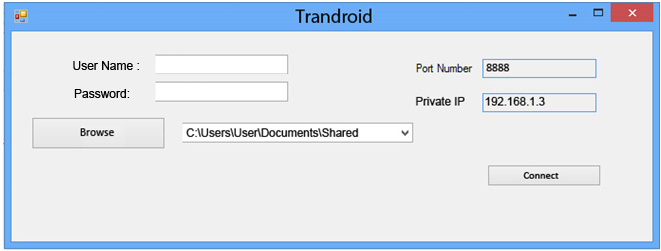 Trandroid
User Name :
Port Number 8888
Password:
Private IP 192.168.1.3
Browse C:\Users\User\Documents\Shared
Connect